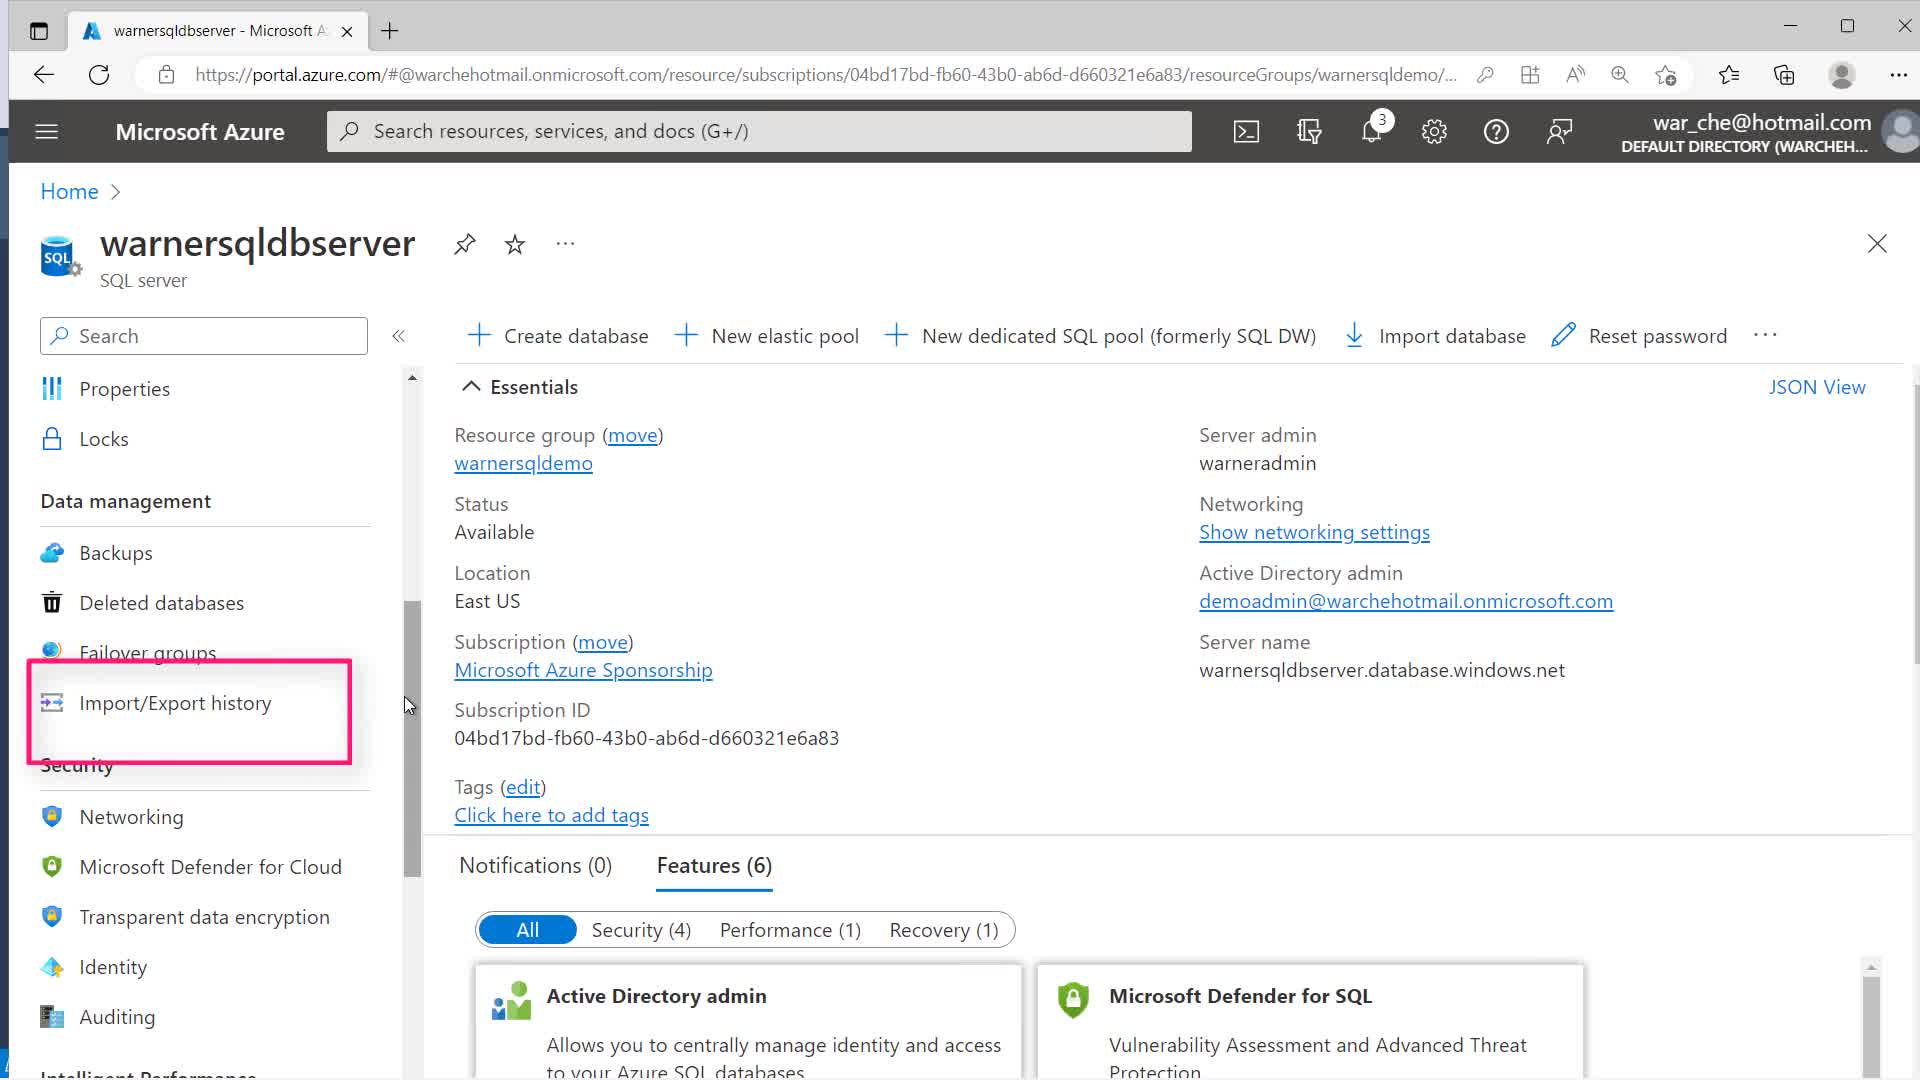 warnersqldbserver - Microsoft A
https://portal.azure.com/#@warchehotmail.onmicrosoft.com/resource/subscriptions/04bd17bd-fb60-43b0-ab6d-d660321e6a83/resourceGroups/warnersqldemo/...
Microsoft Azure
Search resources, services, and docs (G+/)
3
war_che@hotmail.com
DEFAULT DIRECTORY (WARCHEH...
Home
warnersqldbserver
SQL
SQL server
Search
Create database
New elastic pool
New dedicated SQL pool (formerly SQL DW)
Import database
Reset password
Properties
Locks
Data management
Backups
Deleted databases
Failover groups
Import/Export history
Security
Networking
Microsoft Defender for Cloud
Transparent data encryption
Identity
Auditing
Intelligent Performance
Essentials
JSON View
Resource group (move)
warnersqldemo
Status
Available
Location
East US
Subscription (move)
Microsoft Azure Sponsorship
Subscription ID
04bd17bd-fb60-43b0-ab6d-d660321e6a83
Tags (edit)
Click here to add tags
Server admin
warneradmin
Networking
Show networking settings
Active Directory admin
demoadmin@warchehotmail.onmicrosoft.com
Server name
warnersqldbserver.database.windows.net
Notifications (0)
Features (6)
All
Security (4)
Performance (1)
Recovery (1)
Active Directory admin
Allows you to centrally manage identity and access
to your Azure SQL databases.
Microsoft Defender for SQL
Vulnerability Assessment and Advanced Threat
Protection.